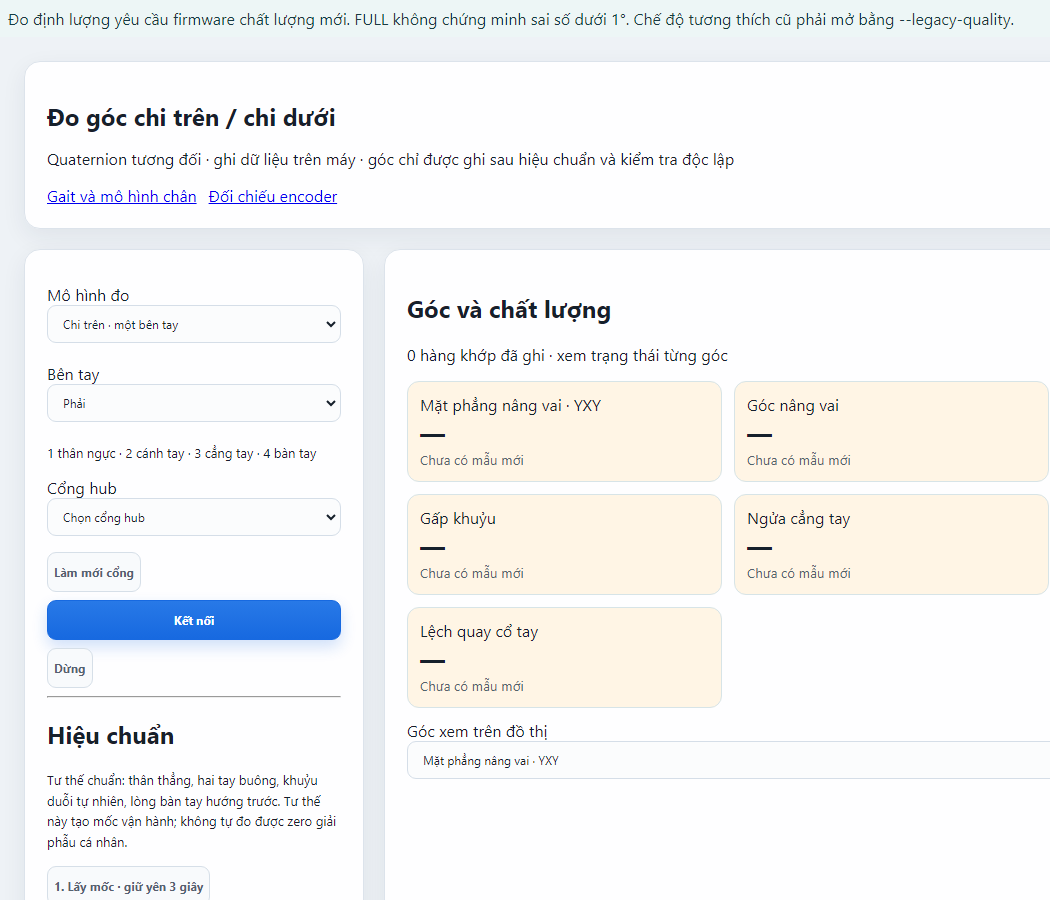 Đo định lượng yêu cầu firmware chất lượng mới. FULL không chứng minh sai số dưới 1°. Chế độ tương thích cũ phải mở bằng --legacy-quality.
Đo góc chi trên / chi dưới
Quaternion tương đối · ghi dữ liệu trên máy · góc chỉ được ghi sau hiệu chuẩn và kiểm tra độc lập
Gait và mô hình chân Đối chiếu encoder
Mô hình đo
Chi trên · một bên tay
Bên tay
Phải
1 thân ngực · 2 cánh tay · 3 cẳng tay · 4 bàn tay
Cổng hub
Chọn cổng hub
Làm mới cổng
Kết nối
Dừng
Hiệu chuẩn
Tư thế chuẩn: thân thẳng, hai tay buông, khuỷu
duỗi tự nhiên, lòng bàn tay hướng trước. Tư thế
này tạo mốc vận hành; không tự đo được zero giải
phẫu cá nhân.
1. Lấy mốc · giữ yên 3 giây
Góc và chất lượng
0 hàng khớp đã ghi · xem trạng thái từng góc
Mặt phẳng nâng vai · YXY
—
Chưa có mẫu mới
Góc nâng vai
—
Chưa có mẫu mới
Gấp khuỷu
—
Chưa có mẫu mới
Ngửa cẳng tay
—
Chưa có mẫu mới
Lệch quay cổ tay
—
Chưa có mẫu mới
Góc xem trên đồ thị
Mặt phẳng nâng vai · YXY